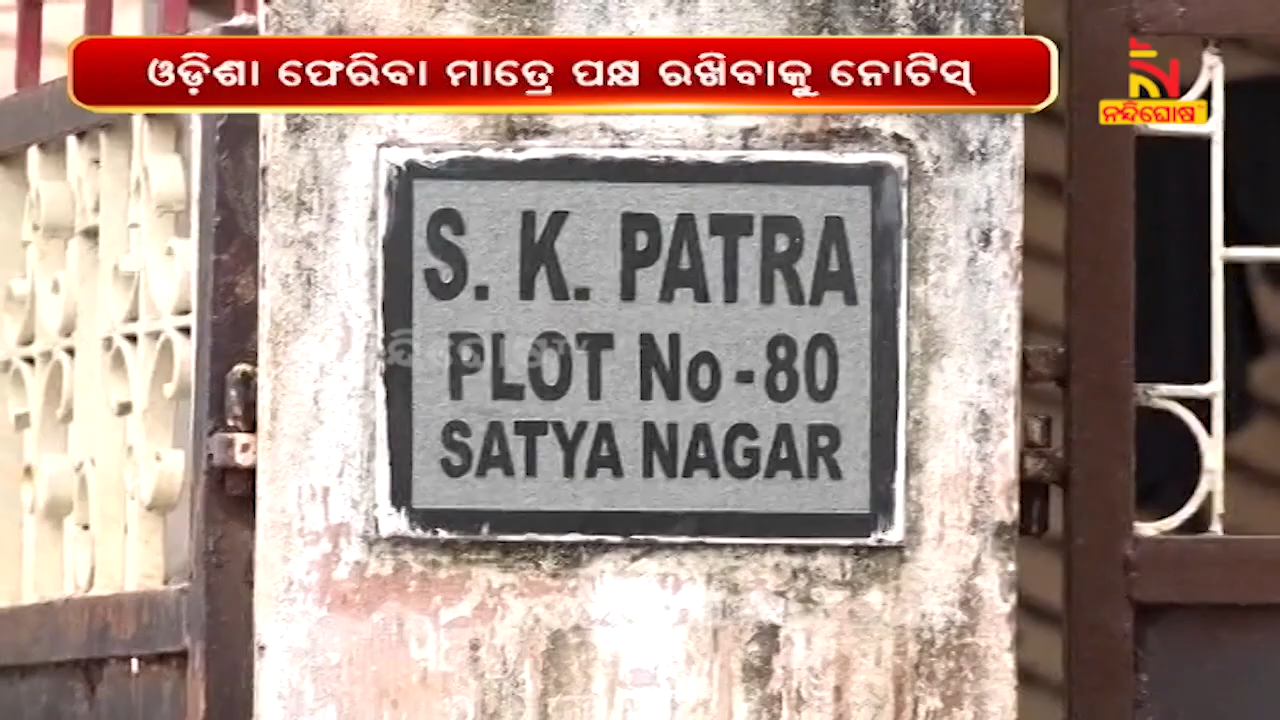 ଓଡ଼ିଶା ଫେରିବା ମାତ୍ରେ ପକ୍ଷ ରଖିବାକୁ ନୋଟିସ୍
ନନ୍ଦିଘୋଷ
S. K. PATRA
PLOT No - 80
SATYA NAGAR